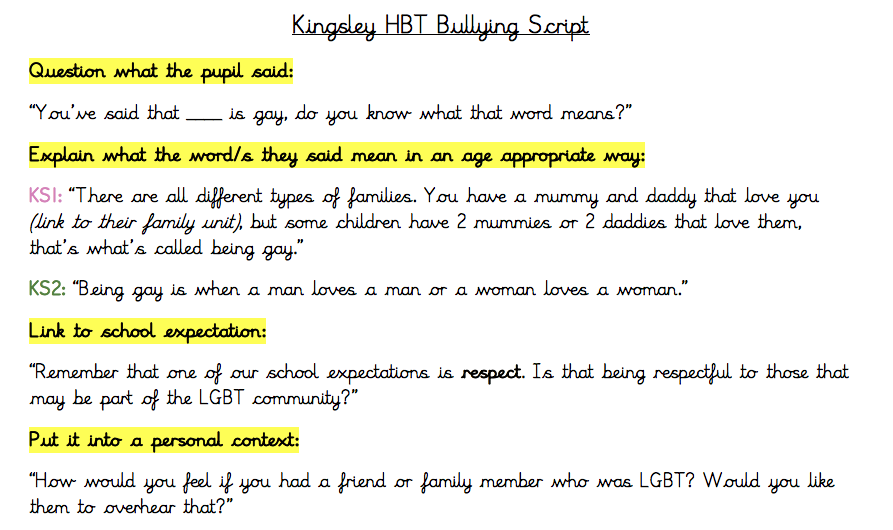 Kingsley HBT Bullying Script
Question what the pupil said:
“You’ve said that ____ is gay, do you know what that word means?”
Explain what the word/s they said mean in an age appropriate way:
KS1: “There are all different types of families. You have a mummy and daddy that love you
(link to their family unit), but some children have 2 mummies or 2 daddies that love them,
that’s what’s called being gay.”
KS2: “Being gay is when a man loves a man or a woman loves a woman.”
Link to school expectation:
“Remember that one of our school expectations is respect. Is that being respectful to those that
may be part of the LGBT community?”
Put it into a personal context:
“How would you feel if you had a friend or family member who was LGBT? Would you like
them to overhear that?”